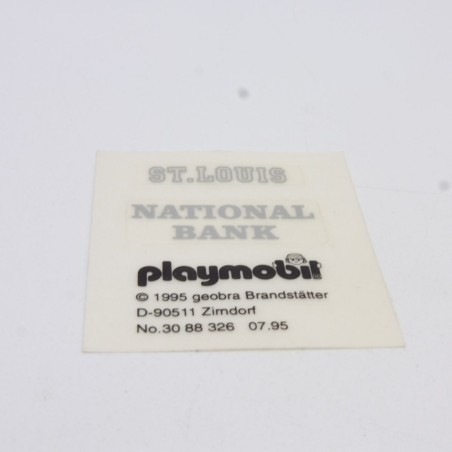 ST.LOUIS
NATIONAL
BANK
playmobil
© 1995 geobra Brandstätter
D-90511 Zirndorf
No.30 88 326 07.95